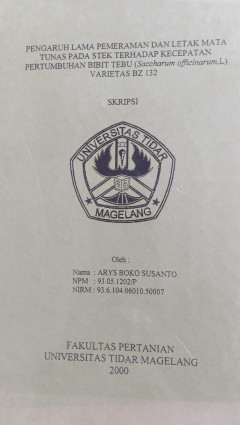 PENGARUH LAMA PEMERAMAN DAN LETAK MATA
TUNAS PADA STEK TERHADAP KECEPATAN
PERTUMBUHAN BIBIT TEBU (Saccharum officinarum,L)
VARIETAS BZ 132
SKRIPSI
UNIVERSITAS TIDAR
MAGELANG
Oleh :
Nama : ARYS BOKO SUSANTO
NPM : 93.05.1202/P
NIRM : 93.6.104.06010.50007
FAKULTAS PERTANIAN
UNIVERSITAS TIDAR MAGELANG
2000